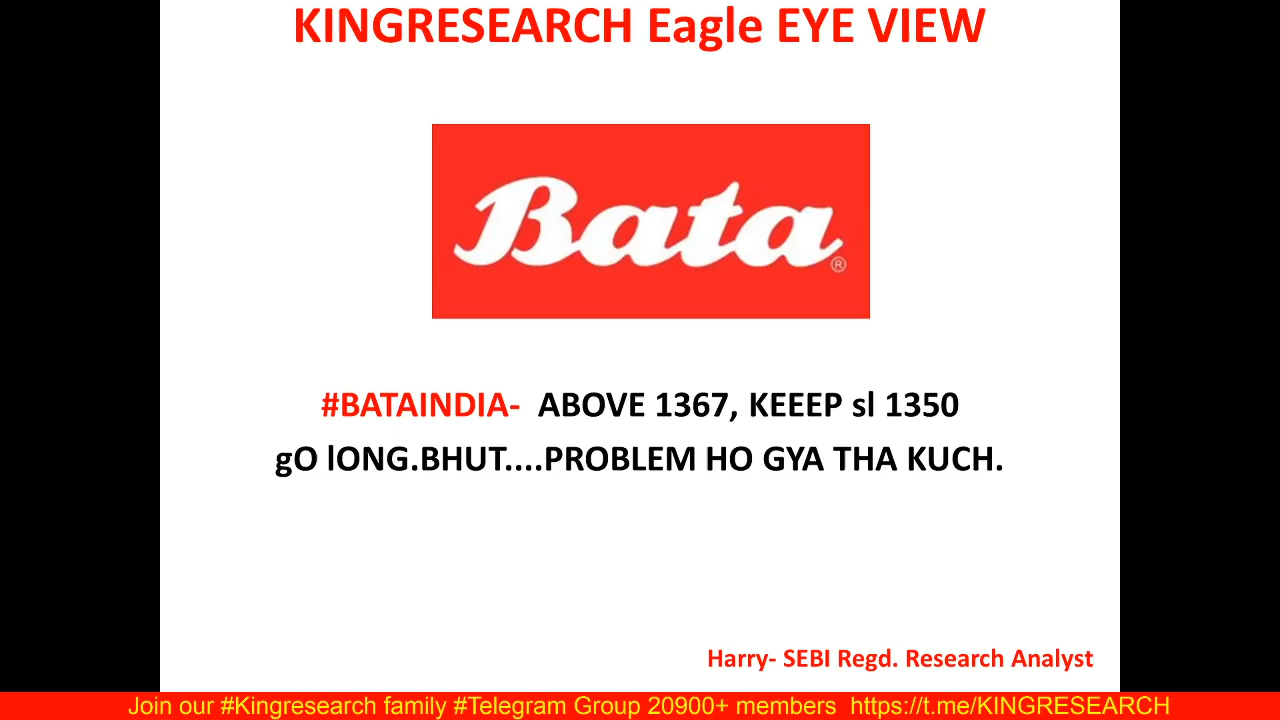 KINGRESEARCH Eagle EYE VIEW
Bata®
#BATAINDIA- ABOVE 1367, KEEEP sl 1350
gO lONG.BHUT....PROBLEM HO GYA THA KUCH.
Harry- SEBI Regd. Research Analyst
Join our #Kingresearch family #Telegram Group 20900+ members https://t.me/KINGRESEARCH